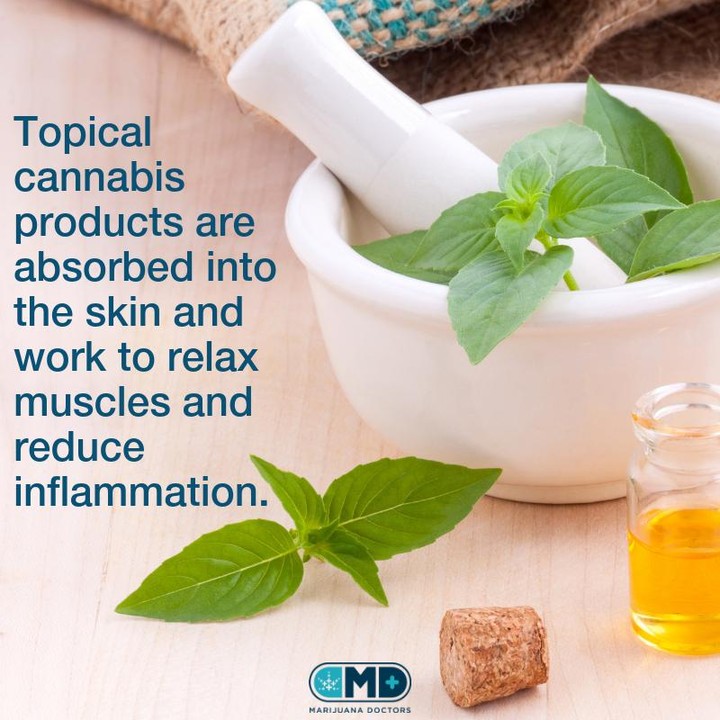 Topical
cannabis
products are
absorbed into
the skin and
work to relax
muscles and
reduce
inflammation.
MD
MARIJUANA DOCTORS